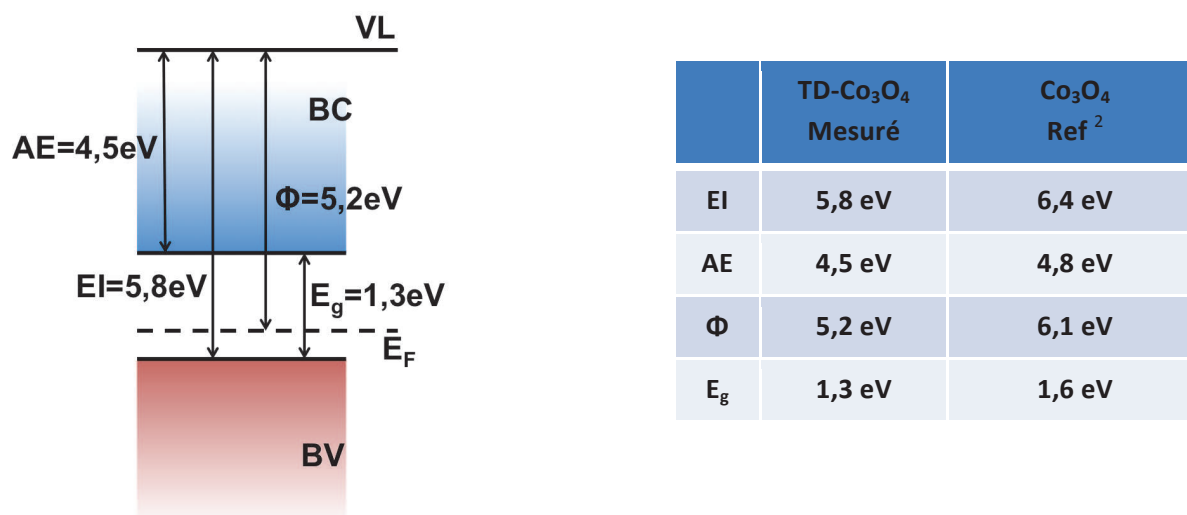 VL
BC
AE=4,5eV
Φ=5,2eV
EI=5,8eV
Eg=1,3eV
EF
BV
TD-Co₃O₄ Mesuré
Co₃O₄ Ref ²
EI 5,8 eV 6,4 eV
AE 4,5 eV 4,8 eV
Φ 5,2 eV 6,1 eV
Eg 1,3 eV 1,6 eV